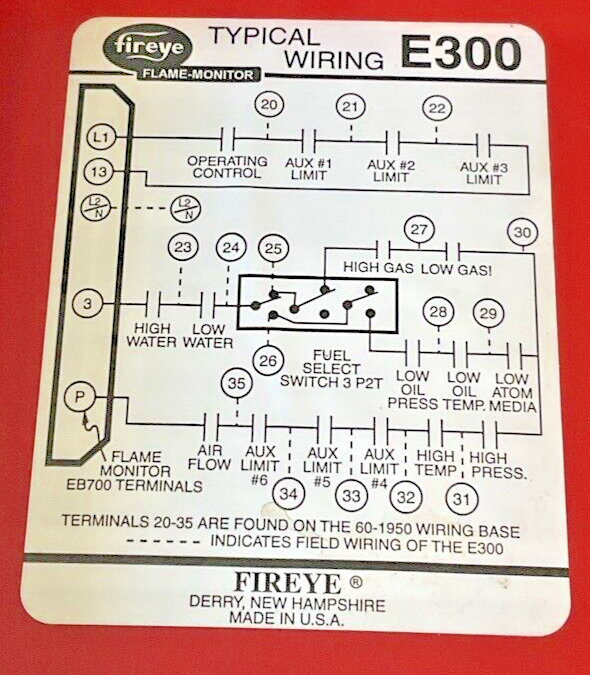 fireye
FLAME-MONITOR
TYPICAL
WIRING
E300
20
21
22
L1
OPERATING
CONTROL
AUX #1
LIMIT
AUX #2
LIMIT
AUX #3
LIMIT
13
L2/N
L2/N
23
24
25
27
30
HIGH GAS
LOW GAS!
3
HIGH
WATER
LOW
WATER
26
FUEL
SELECT
SWITCH 3 P2T
28
29
LOW
OIL
PRESS
LOW
OIL
TEMP.
LOW
ATOM
MEDIA
P
35
AIR
FLOW
AUX
LIMIT
#6
AUX
LIMIT
#5
AUX
LIMIT
#4
HIGH
TEMP
HIGH
PRESS.
34
33
32
31
FLAME
MONITOR
EB700 TERMINALS
TERMINALS 20-35 ARE FOUND ON THE 60-1950 WIRING BASE
------ INDICATES FIELD WIRING OF THE E300
FIREYE ®
DERRY, NEW HAMPSHIRE
MADE IN U.S.A.